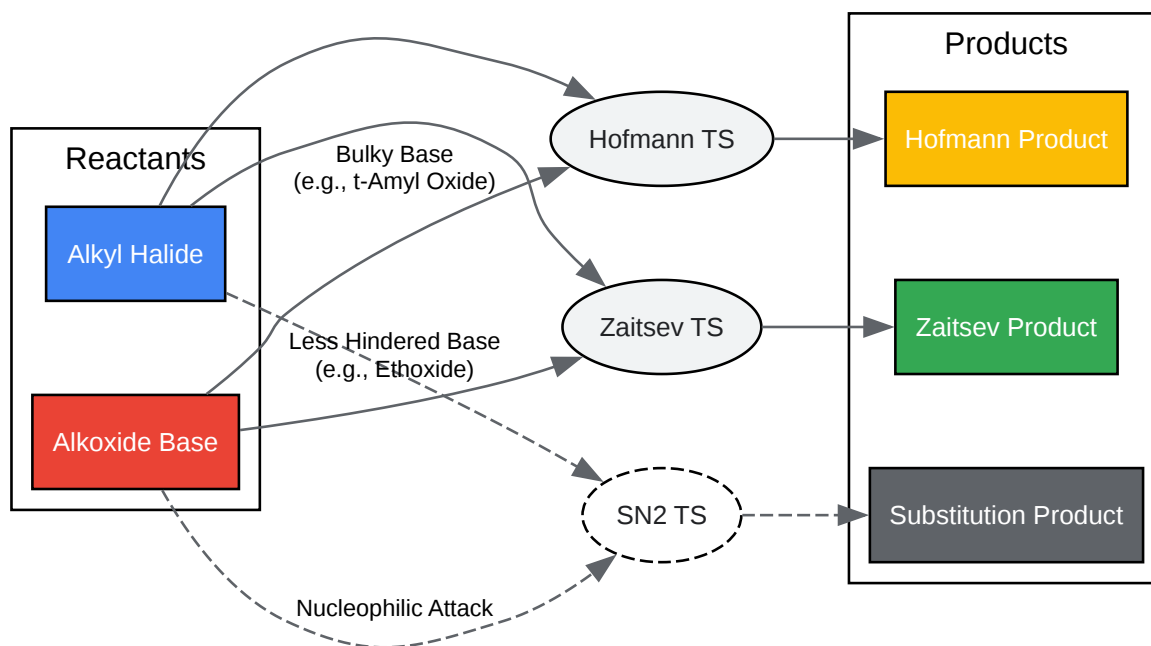 Products
Hofmann TS
Hofmann Product
Reactants
Bulky Base
(e.g., t-Amyl Oxide)
Alkyl Halide
Zaitsev TS
Zaitsev Product
Less Hindered Base
(e.g., Ethoxide)
Alkoxide Base
SN2 TS
Substitution Product
Nucleophilic Attack